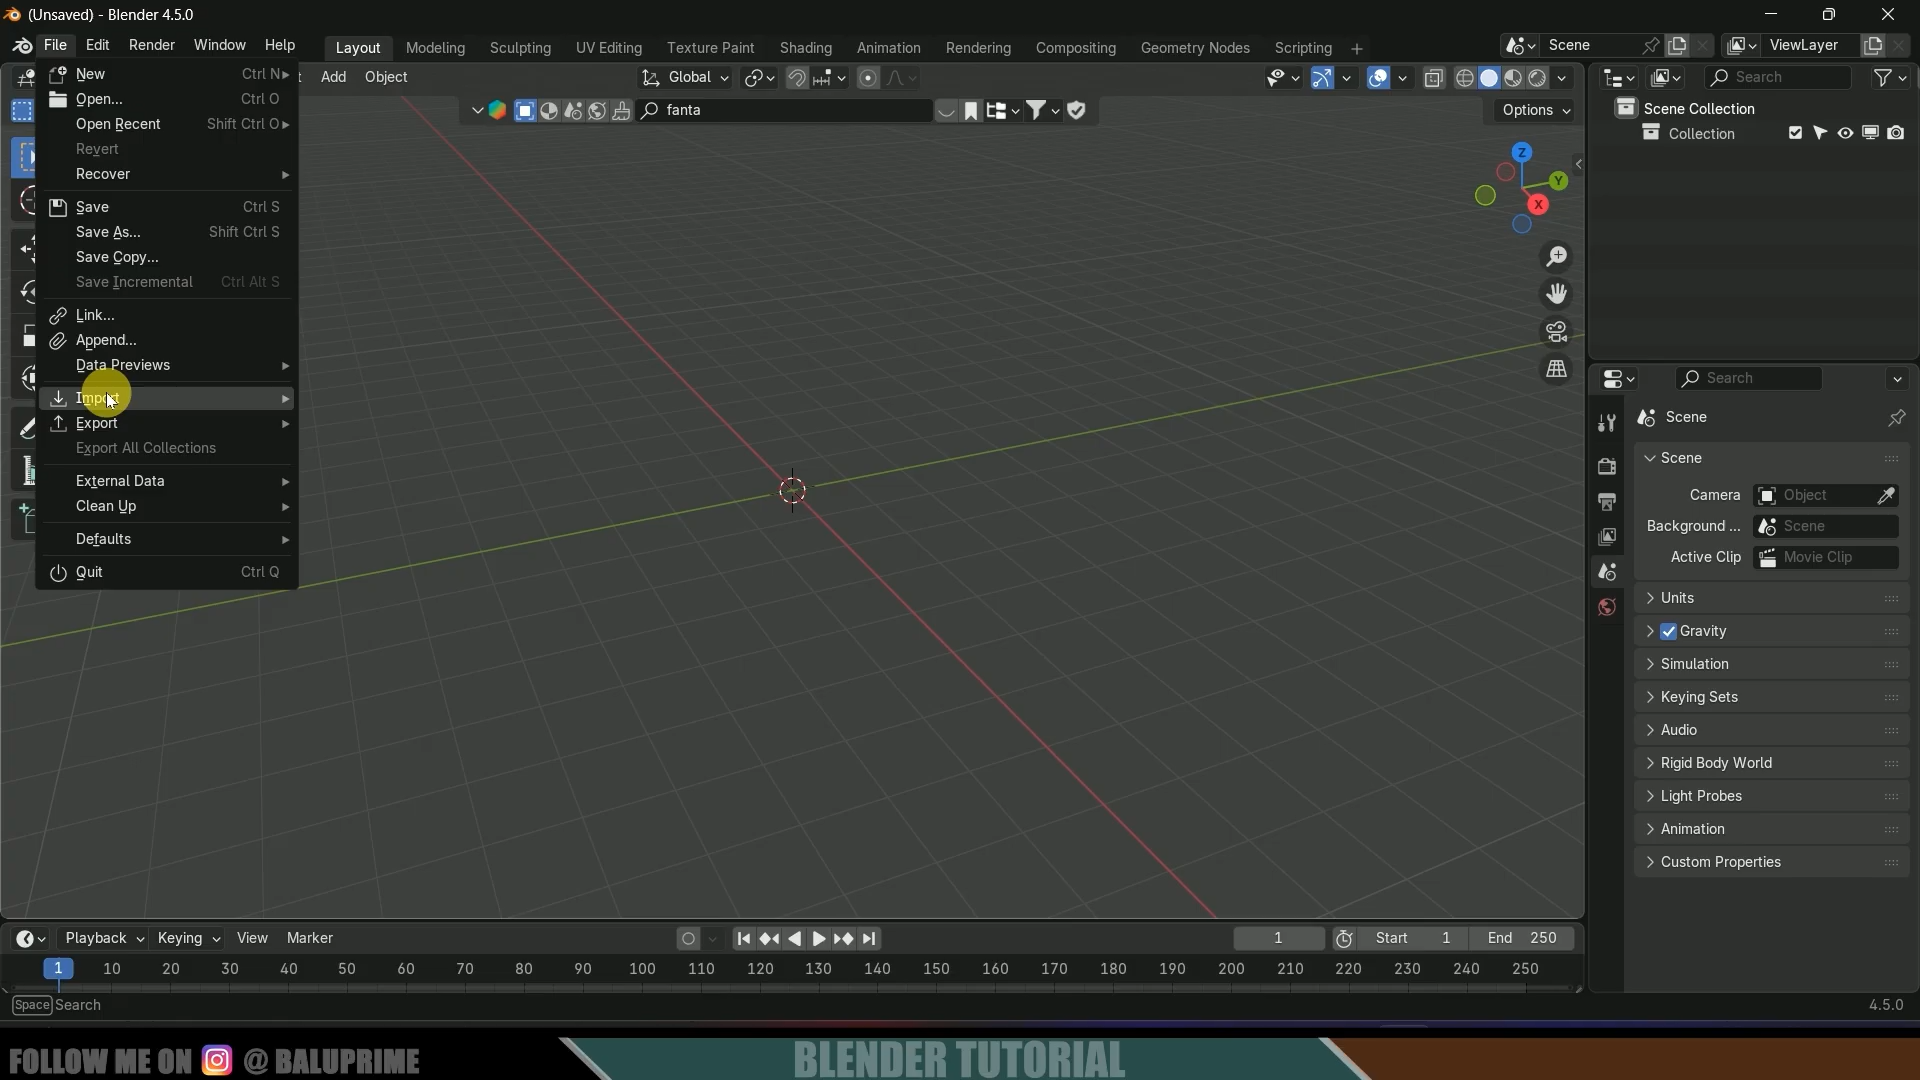 (Unsaved) - Blender 4.5.0
File Edit Render Window Help
Layout Modeling Sculpting UV Editing Texture Paint Shading Animation Rendering Compositing Geometry Nodes Scripting +
Scene
ViewLayer
New Ctrl N
Open... Ctrl O
Open Recent Shift Ctrl O
Revert
Recover
Save Ctrl S
Save As... Shift Ctrl S
Save Copy...
Save Incremental Ctrl Alt S
Link...
Append...
Data Previews
Import
Export
Export All Collections
External Data
Clean Up
Defaults
Quit Ctrl Q
Add Object
Global
fanta
Options
Z
Y
X
Search
Scene Collection
Collection
Search
Scene
Scene
Camera Object
Background ... Scene
Active Clip Movie Clip
Units
Gravity
Simulation
Keying Sets
Audio
Rigid Body World
Light Probes
Animation
Custom Properties
Playback Keying View Marker
1 Start 1 End 250
1 10 20 30 40 50 60 70 80 90 100 110 120 130 140 150 160 170 180 190 200 210 220 230 240 250
Space Search
4.5.0
FOLLOW ME ON @ BALUPRIME
BLENDER TUTORIAL